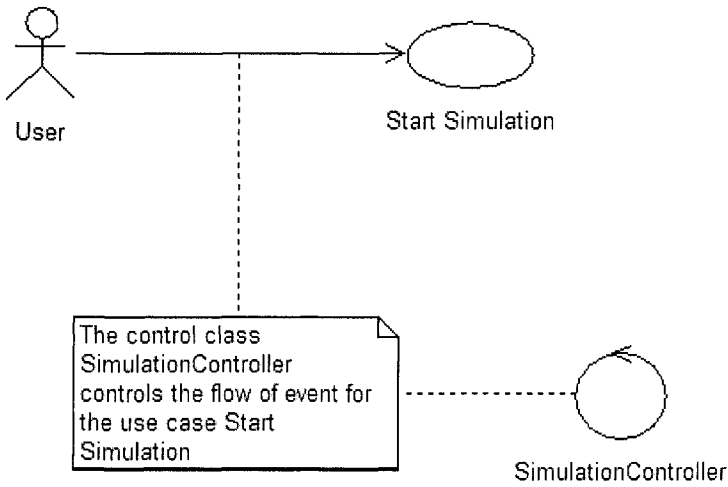 User
Start Simulation
The control class
SimulationController
controls the flow of event for
the use case Start
Simulation
SimulationController